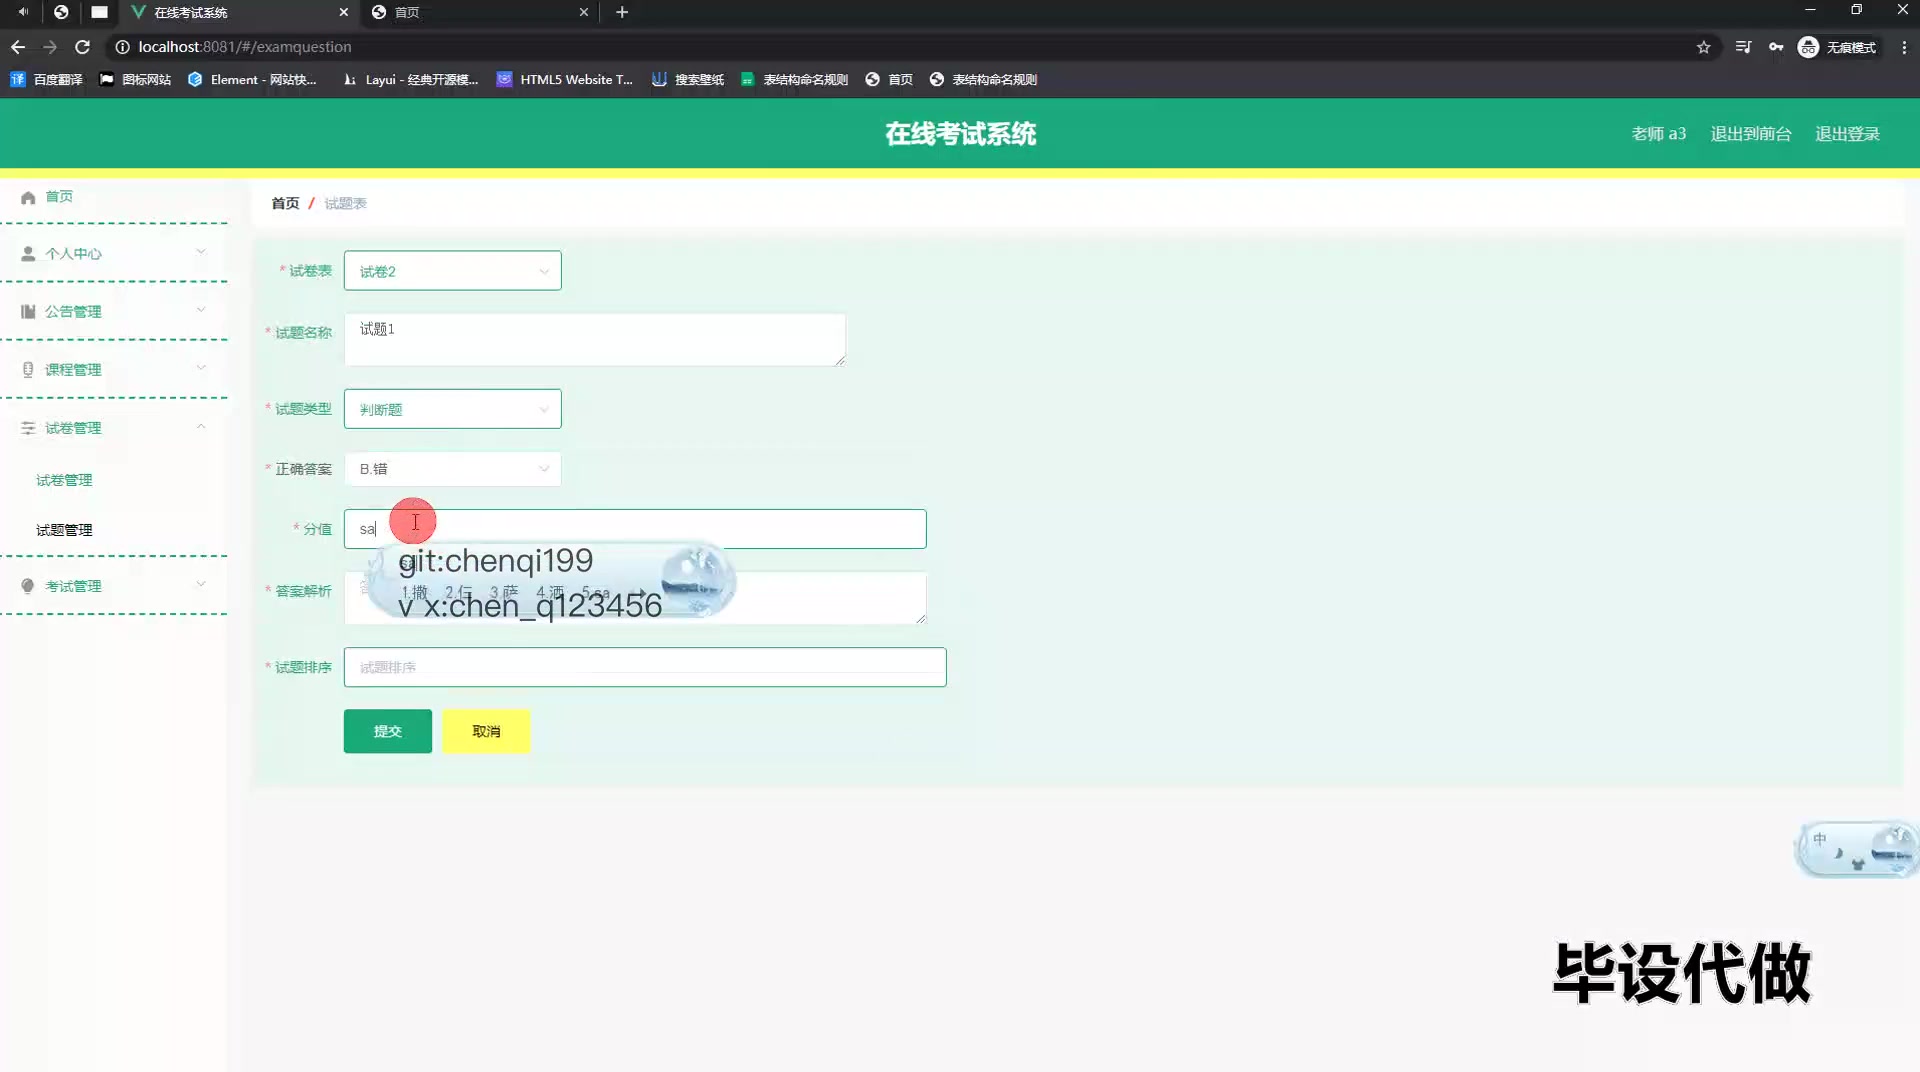 在线考试系统
首页
localhost:8081/#/examquestion
无痕模式
百度翻译
图标网站
Element - 网站快...
Layui - 经典开源模...
HTML5 Website T...
搜索壁纸
表结构命名规则
首页
表结构命名规则
在线考试系统
老师 a3
退出到前台
退出登录
首页
个人中心
公告管理
课程管理
试卷管理
试卷管理
试题管理
考试管理
首页 / 试题表
* 试卷表 试卷2
* 试题名称 试题1
* 试题类型 判断题
* 正确答案 B.错
* 分值 sa
git:chenqi199
* 答案解析
1.撒 2.仨 3.萨 4.洒 5.sa
v x:chen_q123456
* 试题排序 试题排序
提交 取消
中
毕设代做